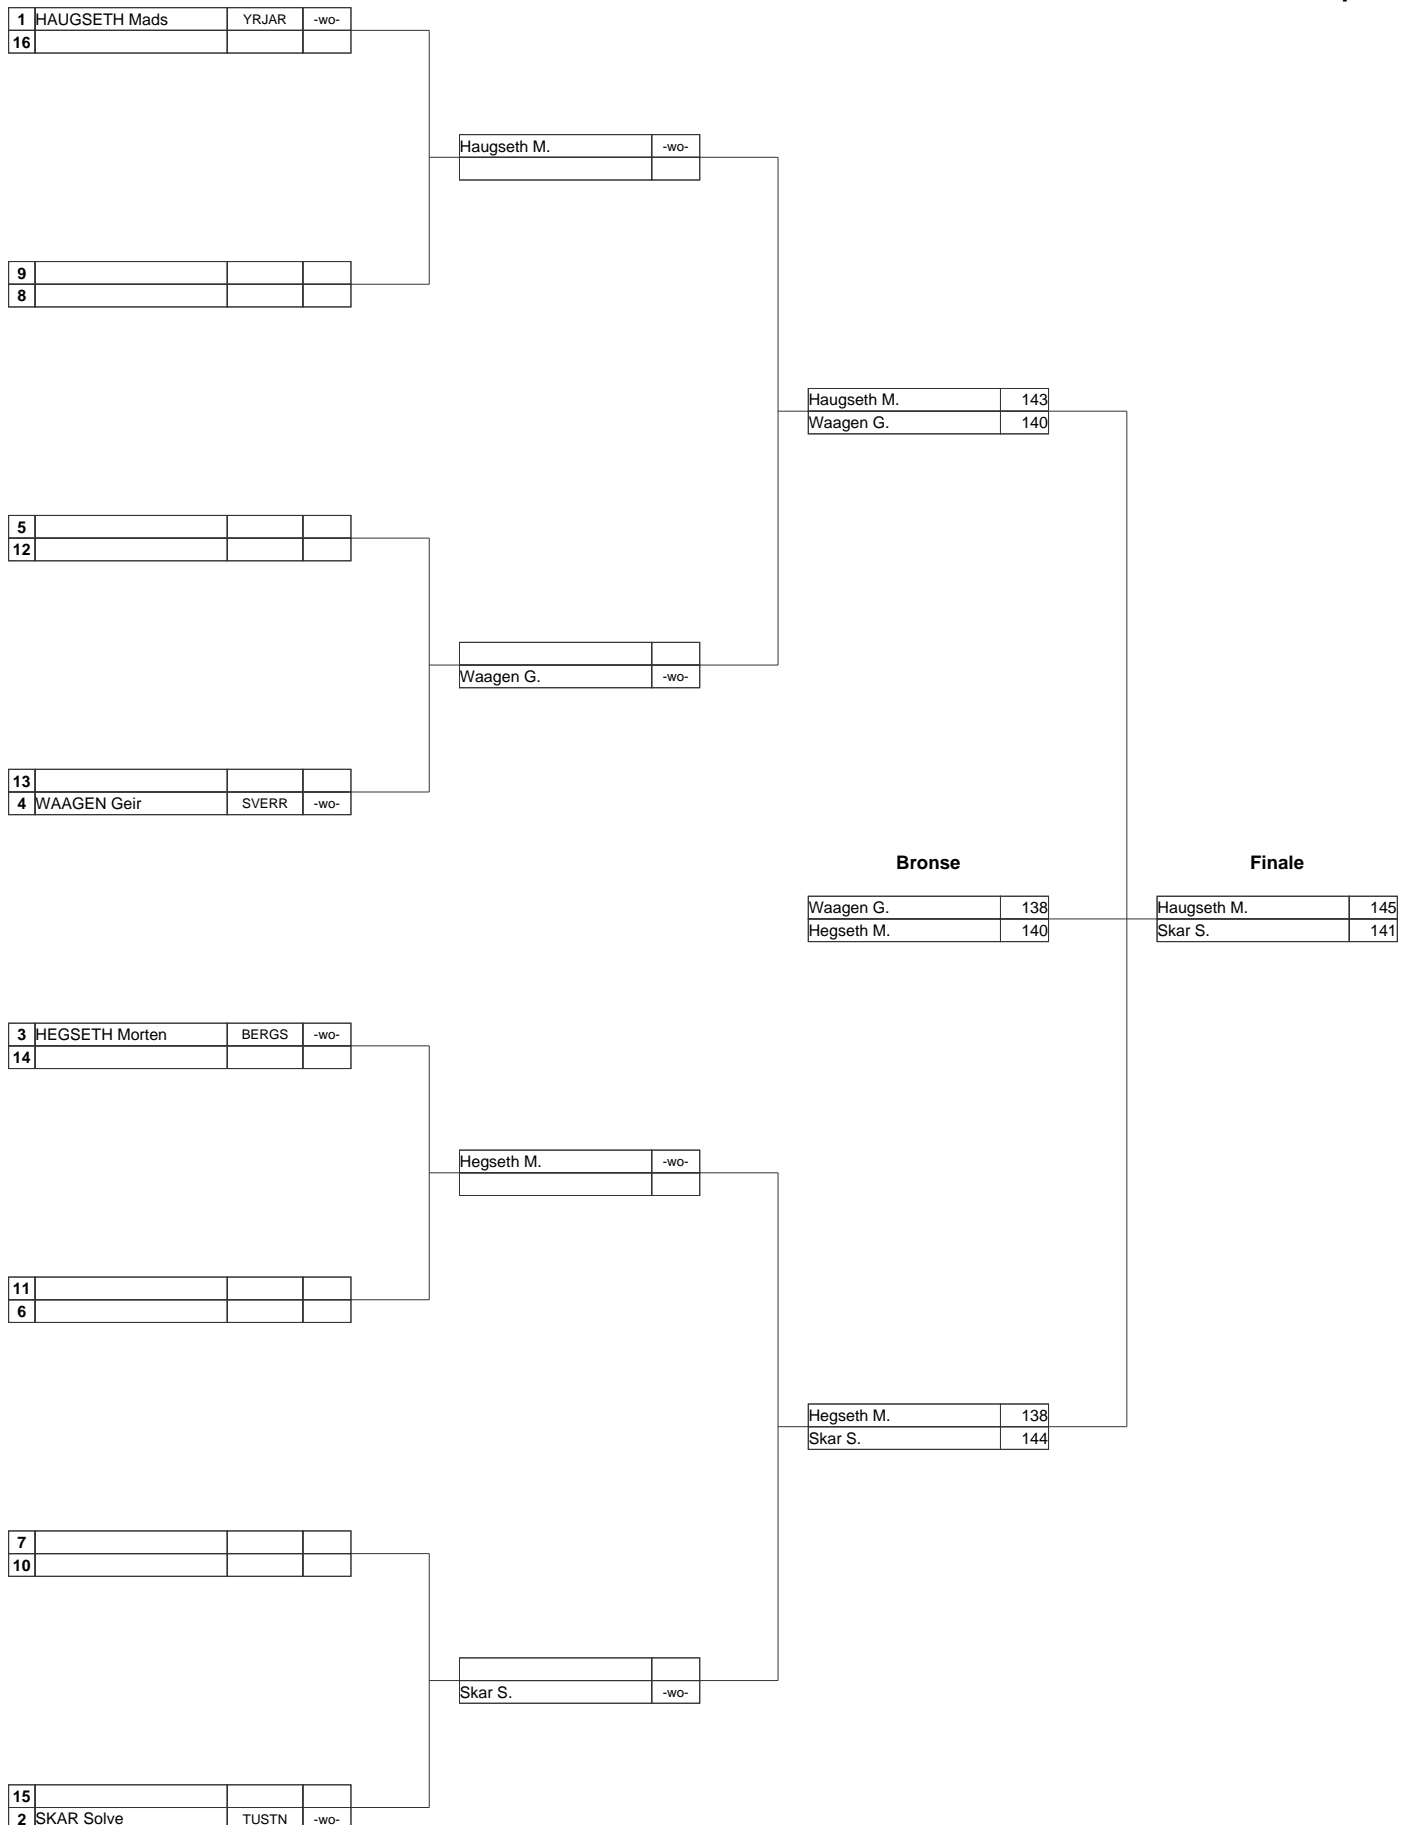 1 HAUGSETH Mads YRJAR -wo-
16
Haugseth M. -wo-
9
8
Haugseth M. 143
Waagen G. 140
5
12
Waagen G. -wo-
13
4 WAAGEN Geir SVERR -wo-
Bronse Finale
Waagen G. 138 Haugseth M. 145
Hegseth M. 140 Skar S. 141
3 HEGSETH Morten BERGS -wo-
14
Hegseth M. -wo-
11
6
Hegseth M. 138
Skar S. 144
7
10
Skar S. -wo-
15
2 SKAR Solve TUSTN -wo-